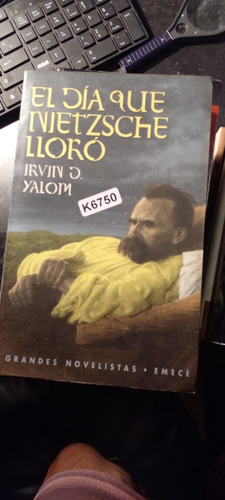 EL DÍA QUE
NIETZSCHE
LLORÓ
IRVIN D.
YALOM
K6750
GRANDES NOVELISTAS • EMECÉ